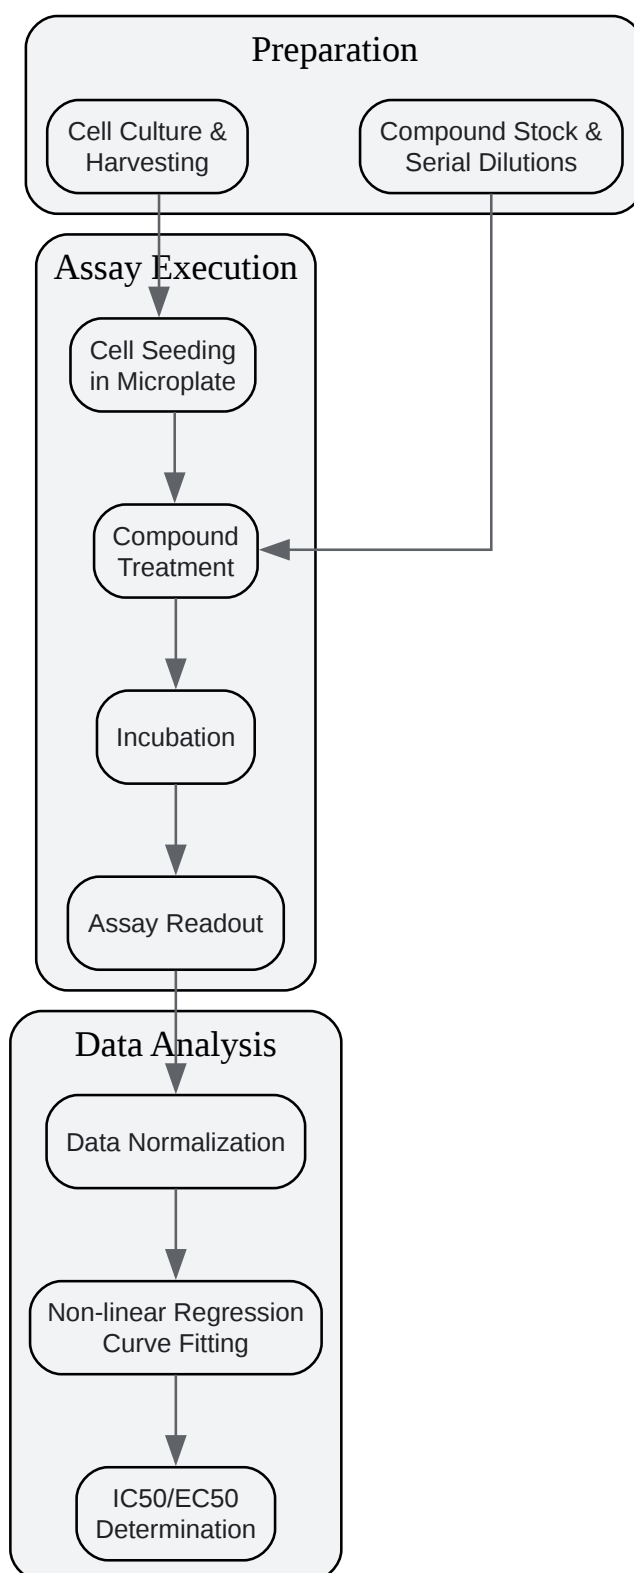 Preparation
Cell Culture &
Harvesting
Compound Stock &
Serial Dilutions
Assay Execution
Cell Seeding
in Microplate
Compound
Treatment
Incubation
Assay Readout
Data Analysis
Data Normalization
Non-linear Regression
Curve Fitting
IC50/EC50
Determination